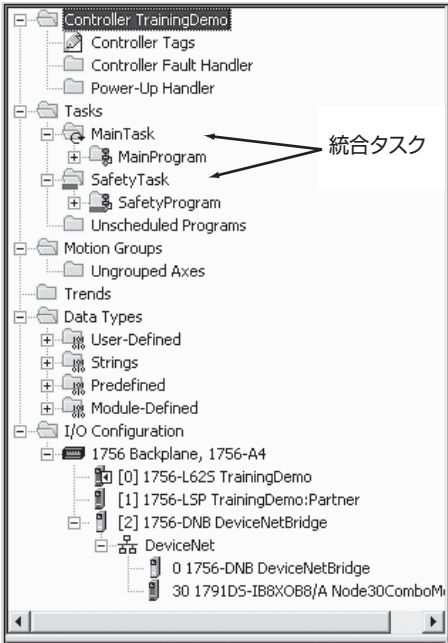 Controller TrainingDemo
Controller Tags
Controller Fault Handler
Power-Up Handler
Tasks
MainTask
MainProgram
統合タスク
SafetyTask
SafetyProgram
Unscheduled Programs
Motion Groups
Ungrouped Axes
Trends
Data Types
User-Defined
Strings
Predefined
Module-Defined
I/O Configuration
1756 Backplane, 1756-A4
[0] 1756-L62S TrainingDemo
[1] 1756-LSP TrainingDemo:Partner
[2] 1756-DNB DeviceNetBridge
DeviceNet
0 1756-DNB DeviceNetBridge
30 1791DS-IB8XOB8/A Node30ComboM